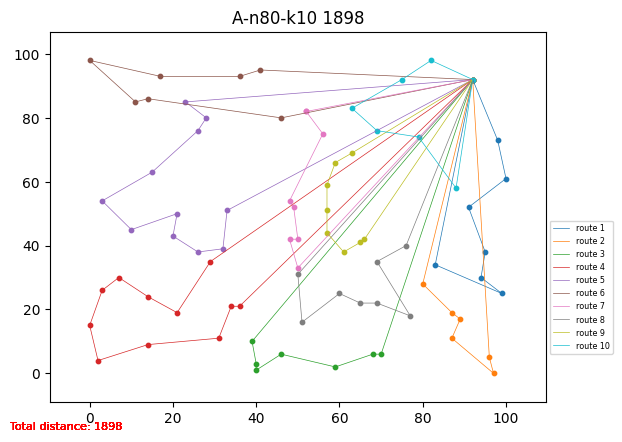 A-n80-k10 1898
100
80
60
40
20
0
0 20 40 60 80 100
route 1
route 2
route 3
route 4
route 5
route 6
route 7
route 8
route 9
route 10
Total distance: 1898